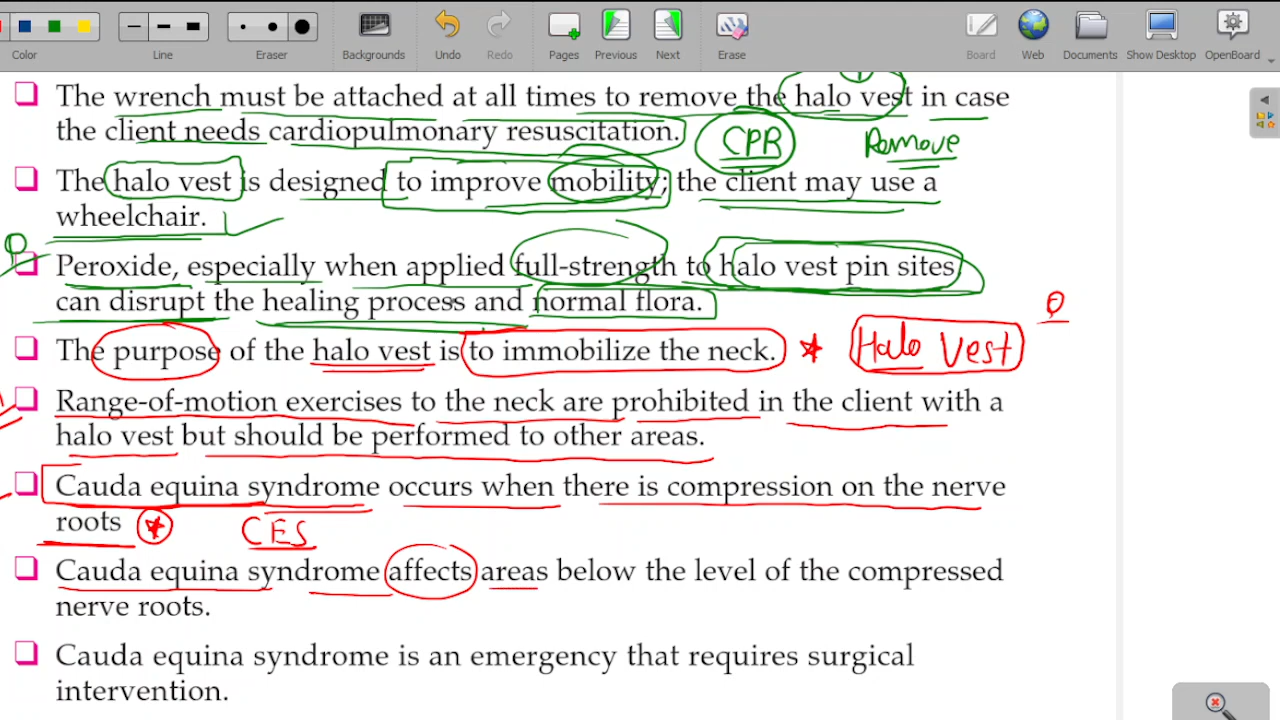 Color Line Eraser Backgrounds Undo Redo Pages Previous Next Erase Board Web Documents Show Desktop OpenBoard
The wrench must be attached at all times to remove the halo vest in case
the client needs cardiopulmonary resuscitation. CPR Remove
The halo vest is designed to improve mobility; the client may use a
wheelchair.
Peroxide, especially when applied full-strength to halo vest pin sites,
can disrupt the healing process and normal flora.
The purpose of the halo vest is to immobilize the neck. Halo Vest
Range-of-motion exercises to the neck are prohibited in the client with a
halo vest but should be performed to other areas.
Cauda equina syndrome occurs when there is compression on the nerve
roots CES
Cauda equina syndrome affects areas below the level of the compressed
nerve roots.
Cauda equina syndrome is an emergency that requires surgical
intervention.